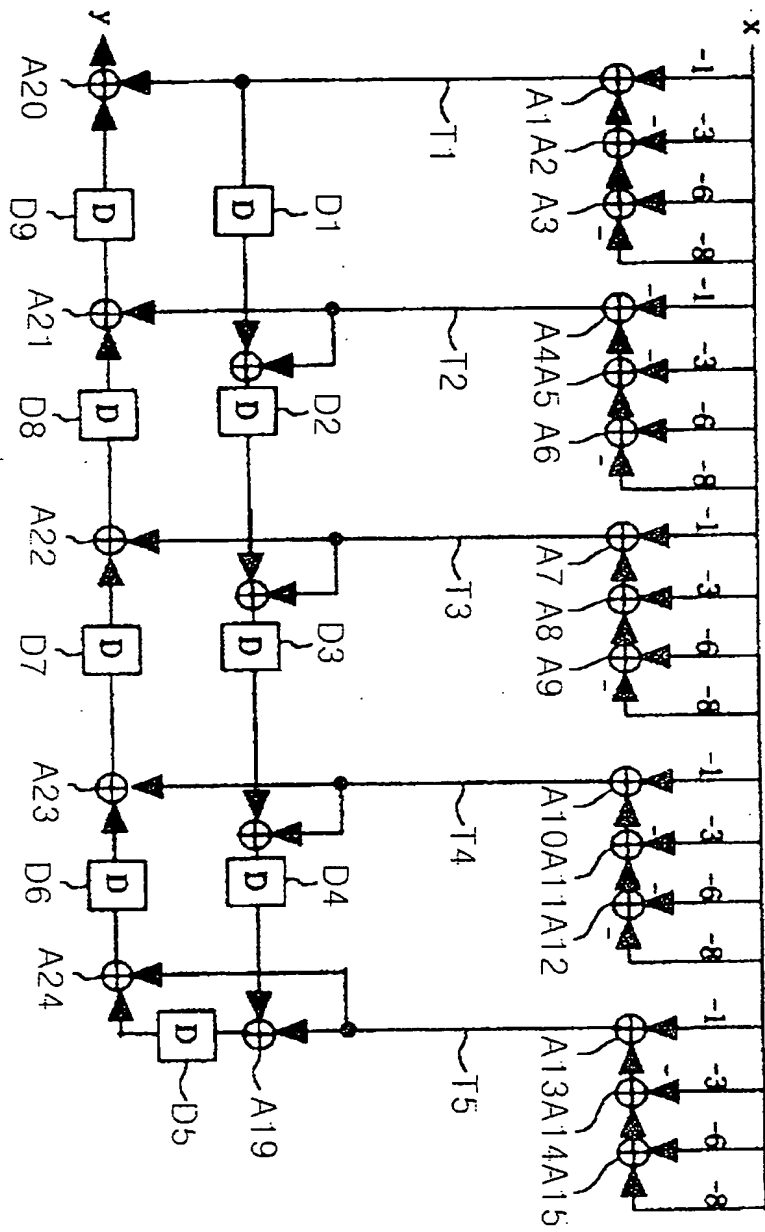 x
-1 -3 -6 -8 -1 -3 -6 -8 -1 -3 -6 -8 -1 -3 -6 -8 -1 -3 -6 -8
- - - - - -
- - - -
A1 A2 A3 A4 A5 A6 A7 A8 A9 A10 A11 A12 A13 A14 A15
T1 T2 T3 T4 T5
D1 D2 D3 D4 A19
D D D D
D D5
D D D D
y
D9 D8 D7 D6
A20 A21 A22 A23 A24